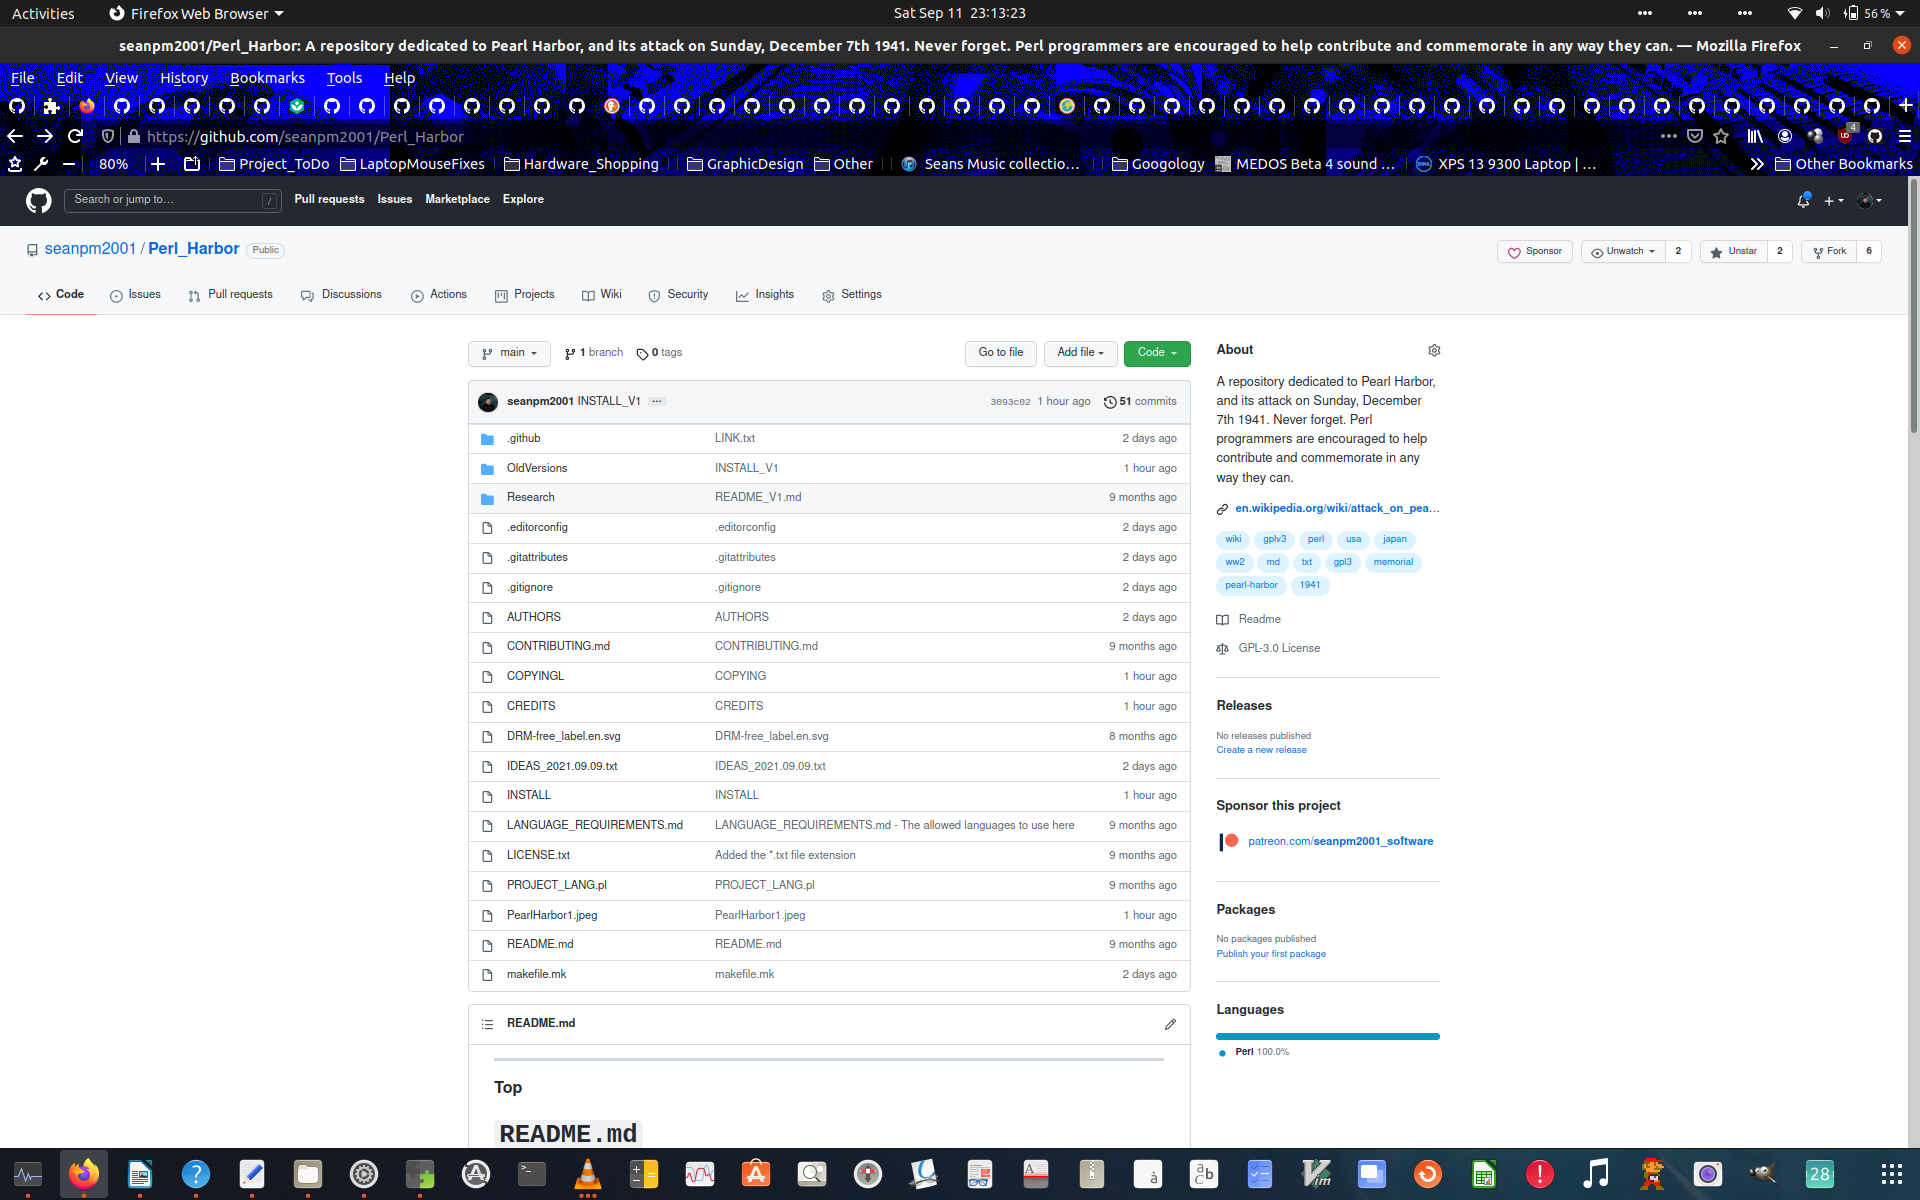 Activities Firefox Web Browser Sat Sep 11 23:13:23 56 %
seanpm2001/Perl_Harbor: A repository dedicated to Pearl Harbor, and its attack on Sunday, December 7th 1941. Never forget. Perl programmers are encouraged to help contribute and commemorate in any way they can. — Mozilla Firefox
File Edit View History Bookmarks Tools Help
https://github.com/seanpm2001/Perl_Harbor 4
80% Project_ToDo LaptopMouseFixes Hardware_Shopping GraphicDesign Other Seans Music collectio… Googology MEDOS Beta 4 sound … XPS 13 9300 Laptop | … Other Bookmarks
Search or jump to… / Pull requests Issues Marketplace Explore
seanpm2001 / Perl_Harbor Public Sponsor Unwatch 2 Unstar 2 Fork 6
Code Issues Pull requests Discussions Actions Projects Wiki Security Insights Settings
main 1 branch 0 tags Go to file Add file Code
seanpm2001 INSTALL_V1 … 3093c02 1 hour ago 51 commits
.github LINK.txt 2 days ago
OldVersions INSTALL_V1 1 hour ago
Research README_V1.md 9 months ago
.editorconfig .editorconfig 2 days ago
.gitattributes .gitattributes 2 days ago
.gitignore .gitignore 2 days ago
AUTHORS AUTHORS 2 days ago
CONTRIBUTING.md CONTRIBUTING.md 9 months ago
COPYINGL COPYING 1 hour ago
CREDITS CREDITS 1 hour ago
DRM-free_label.en.svg DRM-free_label.en.svg 8 months ago
IDEAS_2021.09.09.txt IDEAS_2021.09.09.txt 2 days ago
INSTALL INSTALL 1 hour ago
LANGUAGE_REQUIREMENTS.md LANGUAGE_REQUIREMENTS.md - The allowed languages to use here 9 months ago
LICENSE.txt Added the *.txt file extension 9 months ago
PROJECT_LANG.pl PROJECT_LANG.pl 9 months ago
PearlHarbor1.jpeg PearlHarbor1.jpeg 1 hour ago
README.md README.md 9 months ago
makefile.mk makefile.mk 2 days ago
README.md
Top
README.md
About
A repository dedicated to Pearl Harbor,
and its attack on Sunday, December
7th 1941. Never forget. Perl
programmers are encouraged to help
contribute and commemorate in any
way they can.
en.wikipedia.org/wiki/attack_on_pea…
wiki gplv3 perl usa japan
ww2 md txt gpl3 memorial
pearl-harbor 1941
Readme
GPL-3.0 License
Releases
No releases published
Create a new release
Sponsor this project
patreon.com/seanpm2001_software
Packages
No packages published
Publish your first package
Languages
Perl 100.0%
28